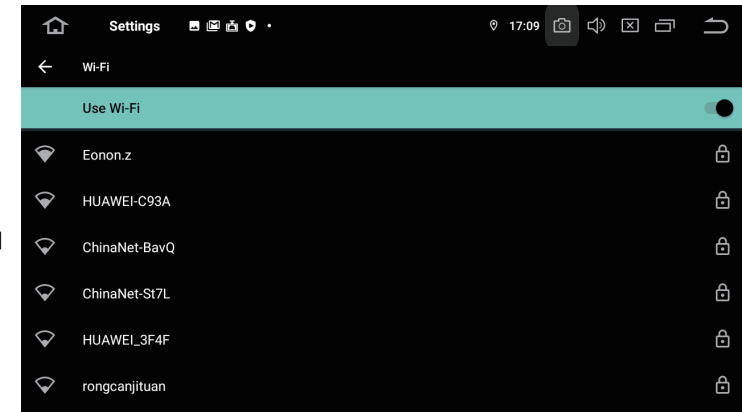 Settings 17:09
Wi-Fi
Use Wi-Fi
Eonon.z
HUAWEI-C93A
ChinaNet-BavQ
ChinaNet-St7L
HUAWEI_3F4F
rongcanjituan